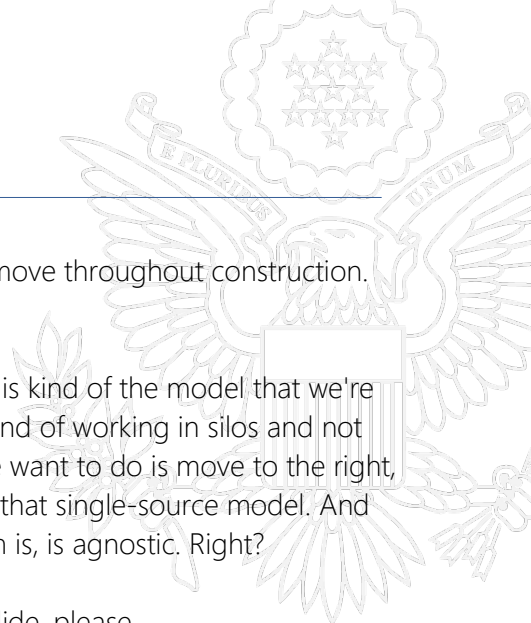 E PLURIBUS UNUM
move throughout construction.
is kind of the model that we're
nd of working in silos and not
e want to do is move to the right,
that single-source model. And
n is, is agnostic. Right?
ide, please